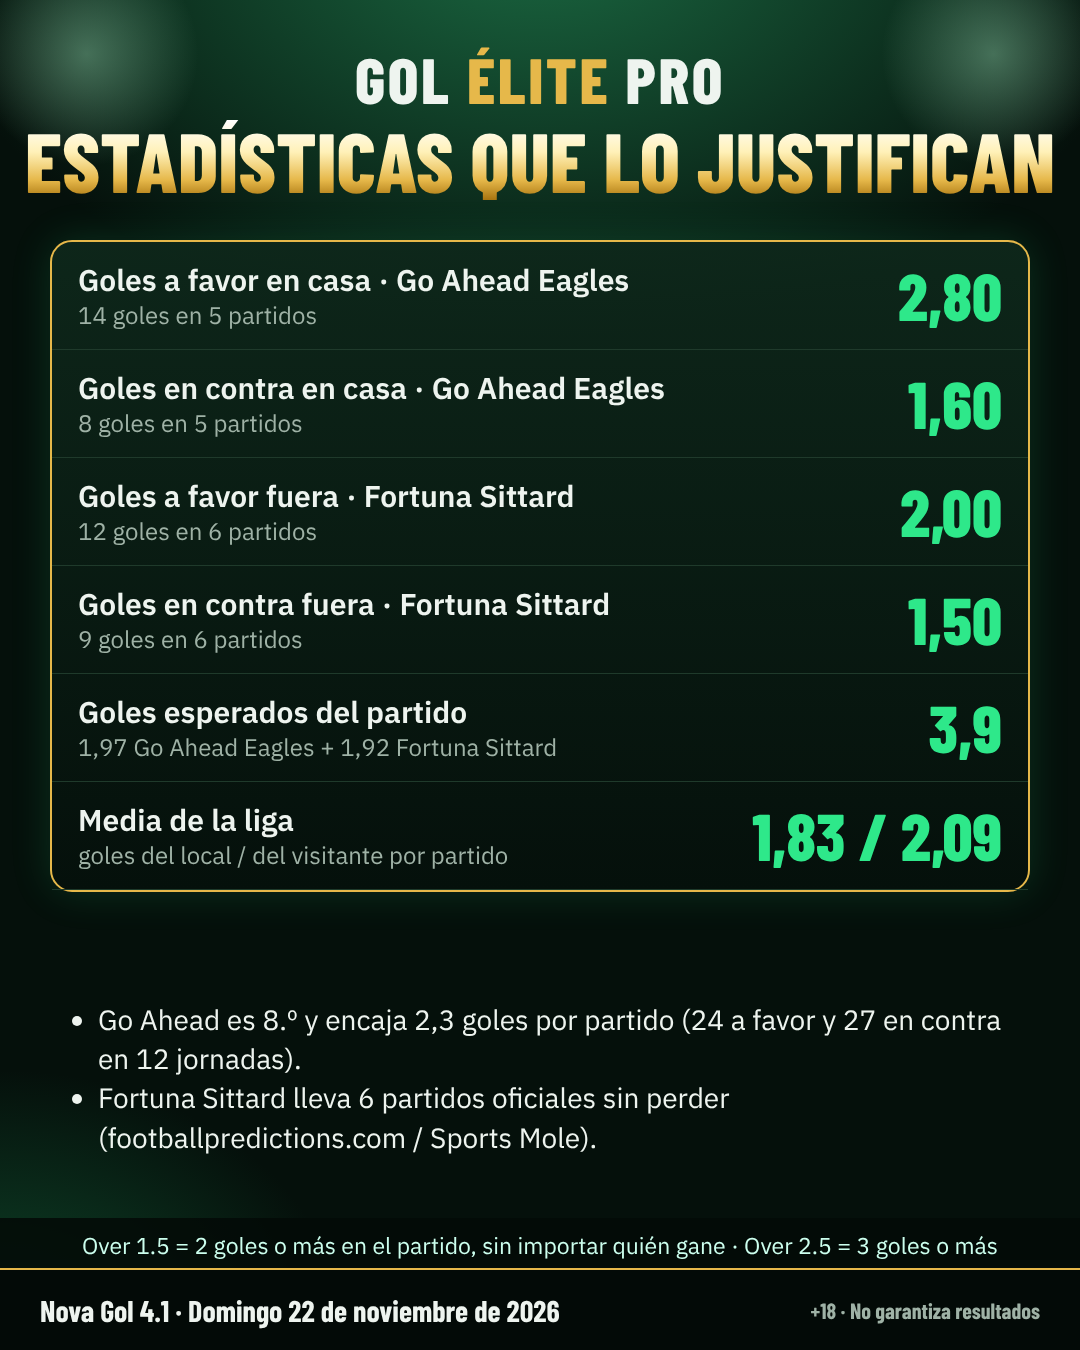 GOL ÉLITE PRO
ESTADÍSTICAS QUE LO JUSTIFICAN
Goles a favor en casa · Go Ahead Eagles
14 goles en 5 partidos
2,80
Goles en contra en casa · Go Ahead Eagles
8 goles en 5 partidos
1,60
Goles a favor fuera · Fortuna Sittard
12 goles en 6 partidos
2,00
Goles en contra fuera · Fortuna Sittard
9 goles en 6 partidos
1,50
Goles esperados del partido
1,97 Go Ahead Eagles + 1,92 Fortuna Sittard
3,9
Media de la liga
goles del local / del visitante por partido
1,83 / 2,09
• Go Ahead es 8.º y encaja 2,3 goles por partido (24 a favor y 27 en contra
en 12 jornadas).
• Fortuna Sittard lleva 6 partidos oficiales sin perder
(footballpredictions.com / Sports Mole).
Over 1.5 = 2 goles o más en el partido, sin importar quién gane · Over 2.5 = 3 goles o más
Nova Gol 4.1 · Domingo 22 de noviembre de 2026
+18 · No garantiza resultados